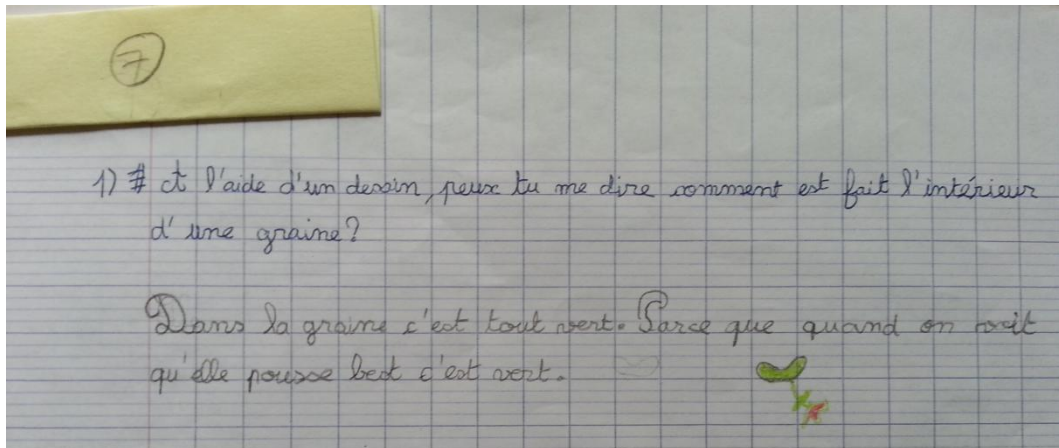 7
1) A l'aide d'un dessin, peux tu me dire comment est fait l'intérieur
d'une graine?
Dans la graine c'est tout vert. Parce que quand on voit
qu'elle pousse c'est vert.